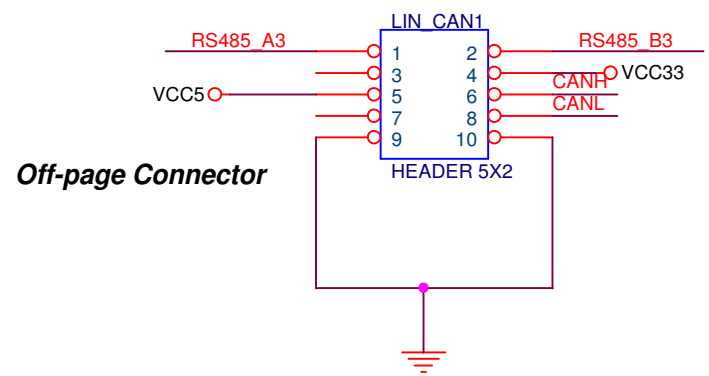 LIN_CAN1
RS485_A3 1 2 RS485_B3
3 4 VCC33
VCC5 5 6 CANH
7 8 CANL
9 10
Off-page Connector
HEADER 5X2